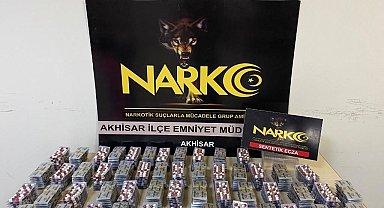 NARKO
NARKOTİK SUÇLARLA MÜCADELE GRUP AMİ
AKHİSAR İLÇE EMNİYET MÜD
AKHİSAR
NARKO
SENTETİK ECZA